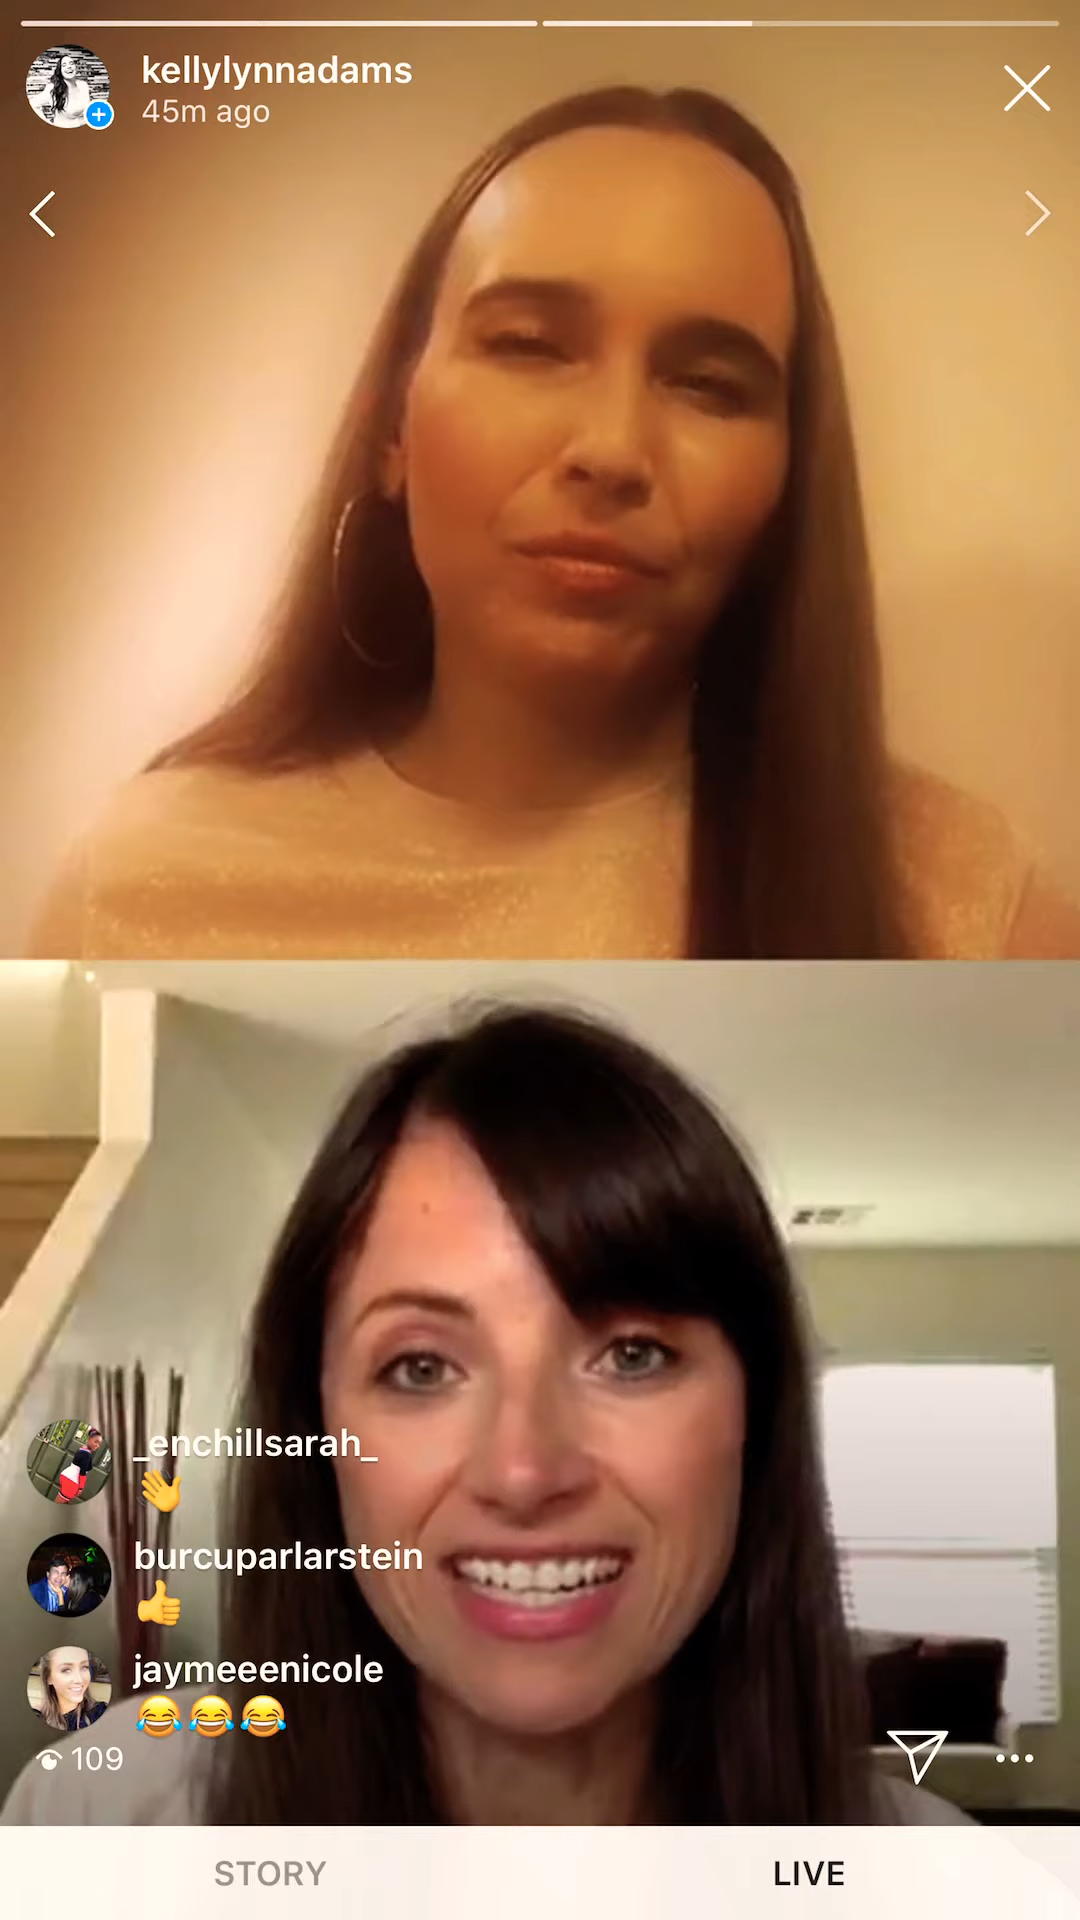 kellylynnadams
45m ago
_enchillsarah_
👋
burcuparlarstein
👍
jaymeeenicole
😂😂😂
109
STORY
LIVE